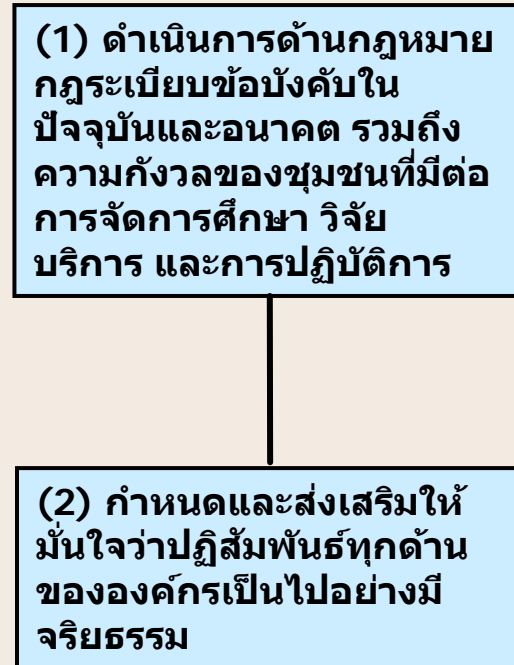 (1) ดำเนินการด้านกฎหมาย
กฎระเบียบข้อบังคับใน
ปัจจุบันและอนาคต รวมถึง
ความกังวลของชุมชนที่มีต่อ
การจัดการศึกษา วิจัย
บริการ และการปฏิบัติการ
(2) กำหนดและส่งเสริมให้
มั่นใจว่าปฏิสัมพันธ์ทุกด้าน
ขององค์กรเป็นไปอย่างมี
จริยธรรม